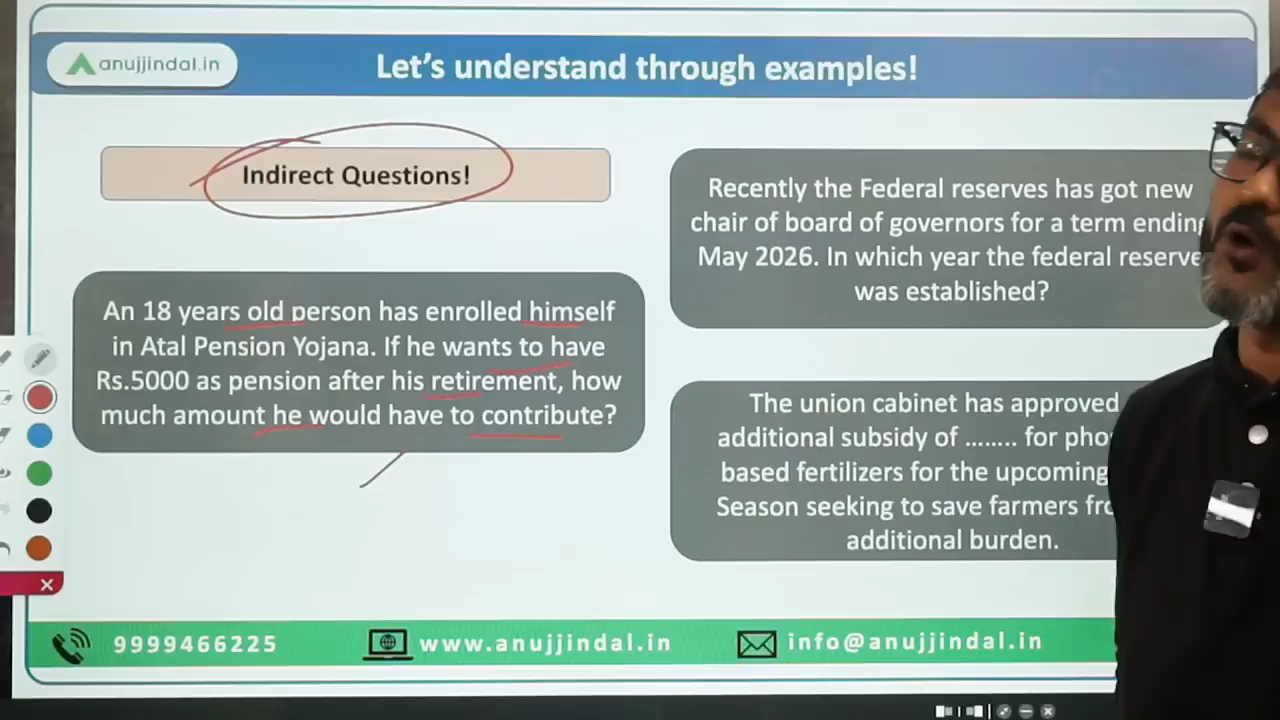 anujjindal.in
Let's understand through examples!
Indirect Questions!
An 18 years old person has enrolled himself
in Atal Pension Yojana. If he wants to have
Rs.5000 as pension after his retirement, how
much amount he would have to contribute?
Recently the Federal reserves has got new
chair of board of governors for a term ending
May 2026. In which year the federal reserve
was established?
The union cabinet has approved
additional subsidy of ........ for
based fertilizers for the upcoming
Season seeking to save farmers
additional burden.
9999466225
www.anujjindal.in
info@anujjindal.in